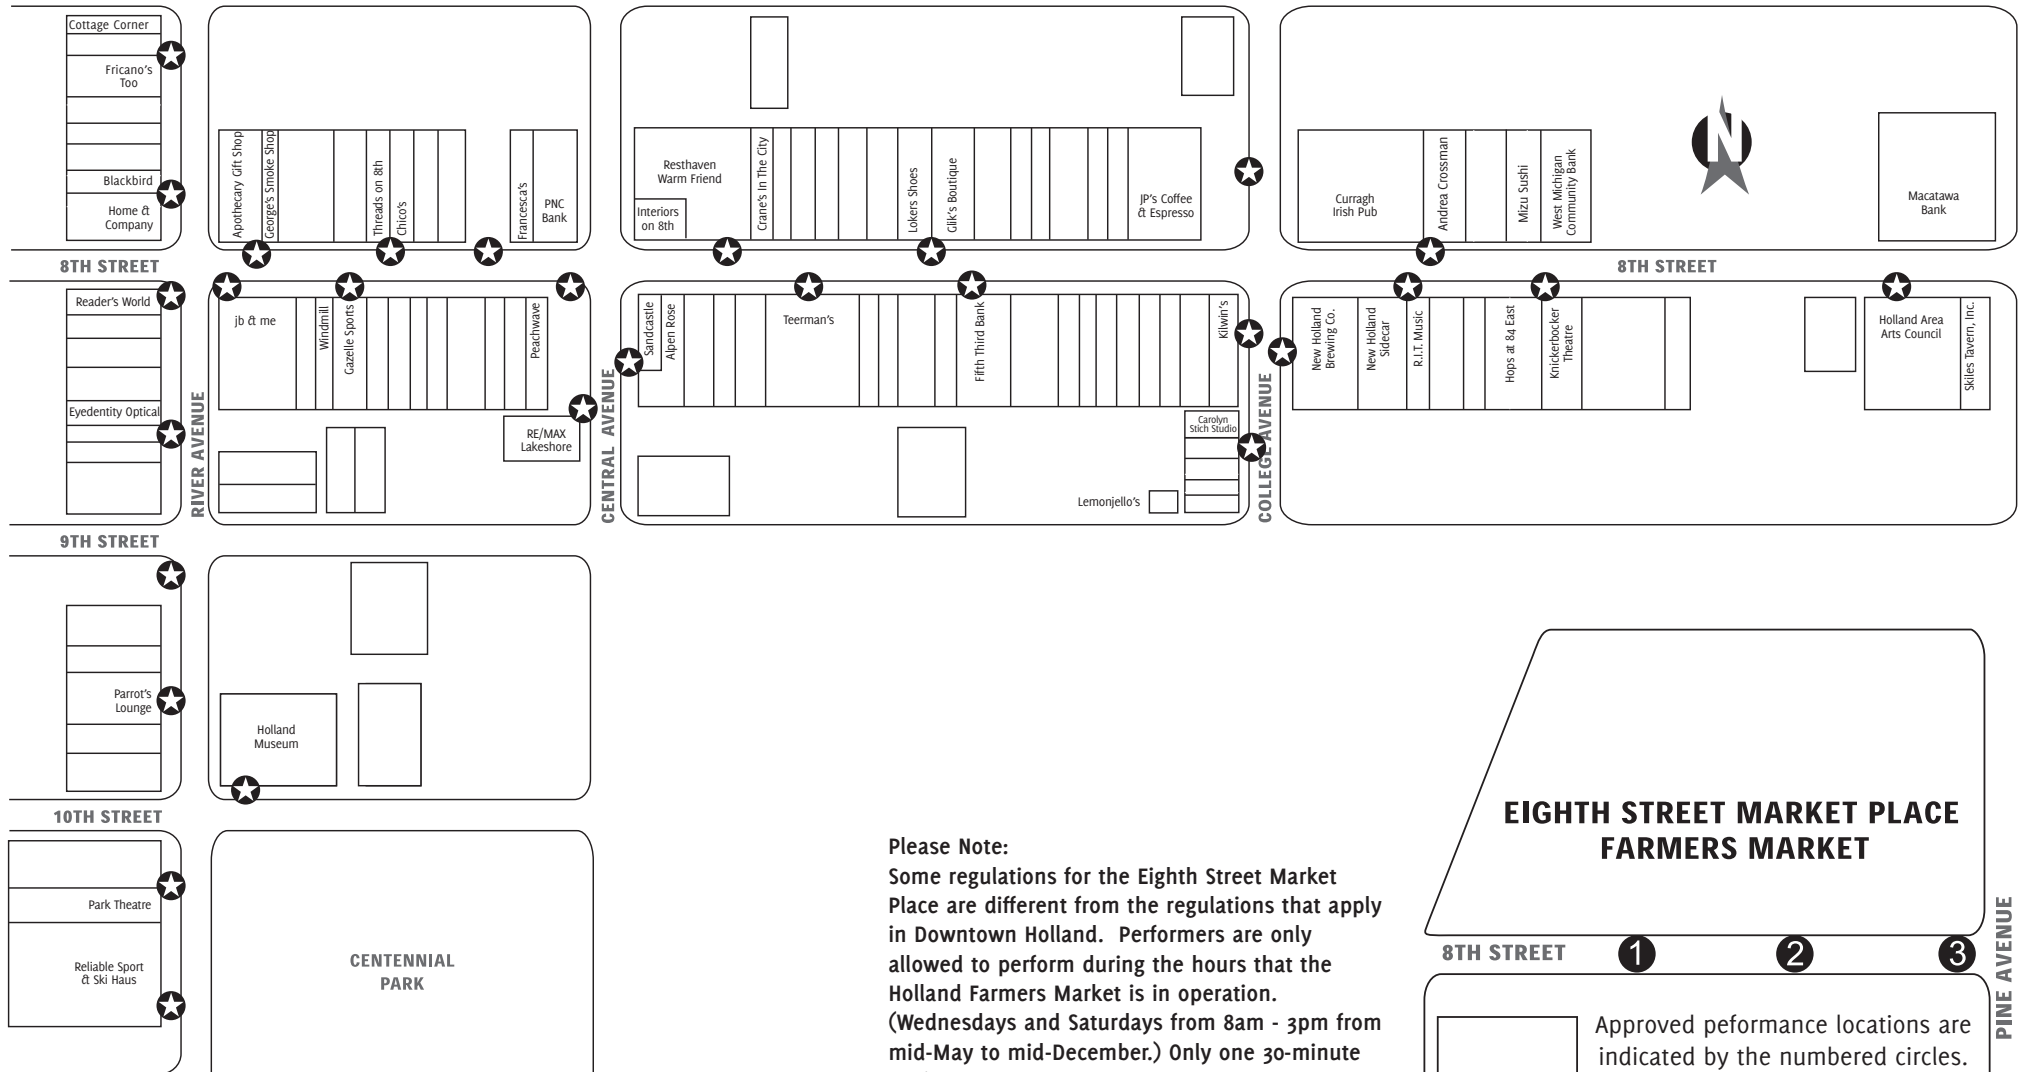 Cottage Corner
Fricano's
Too
Blackbird
Home &
Company
Apothecary Gift Shop
George's Smoke Shop
Threads on 8th
Chico's
Francesca's
PNC
Bank
Resthaven
Warm Friend
Interiors
on 8th
Crane's In The City
Lokers Shoes
Glik's Boutique
JP's Coffee
& Espresso
Curragh
Irish Pub
Andrea Crossman
Mizu Sushi
West Michigan
Community Bank
N
Macatawa
Bank
8TH STREET
8TH STREET
Reader's World
Eyedentity Optical
RIVER AVENUE
jb & me
Windmill
Gazelle Sports
Peachwave
RE/MAX
Lakeshore
CENTRAL AVENUE
Sandcastle
Alpen Rose
Teerman's
Fifth Third Bank
Kilwin's
Carolyn
Stich Studio
Lemonjello's
COLLEGE AVENUE
New Holland
Brewing Co.
New Holland
Sidecar
R.I.T. Music
Hops at 84 East
Knickerbocker
Theatre
Holland Area
Arts Council
Skiles Tavern, Inc.
9TH STREET
Parrot's
Lounge
Holland
Museum
10TH STREET
Park Theatre
Reliable Sport
& Ski Haus
CENTENNIAL
PARK
Please Note:
Some regulations for the Eighth Street Market
Place are different from the regulations that apply
in Downtown Holland. Performers are only
allowed to perform during the hours that the
Holland Farmers Market is in operation.
(Wednesdays and Saturdays from 8am - 3pm from
mid-May to mid-December.) Only one 30-minute
EIGHTH STREET MARKET PLACE
FARMERS MARKET
8TH STREET
1
2
3
PINE AVENUE
Approved peformance locations are
indicated by the numbered circles.